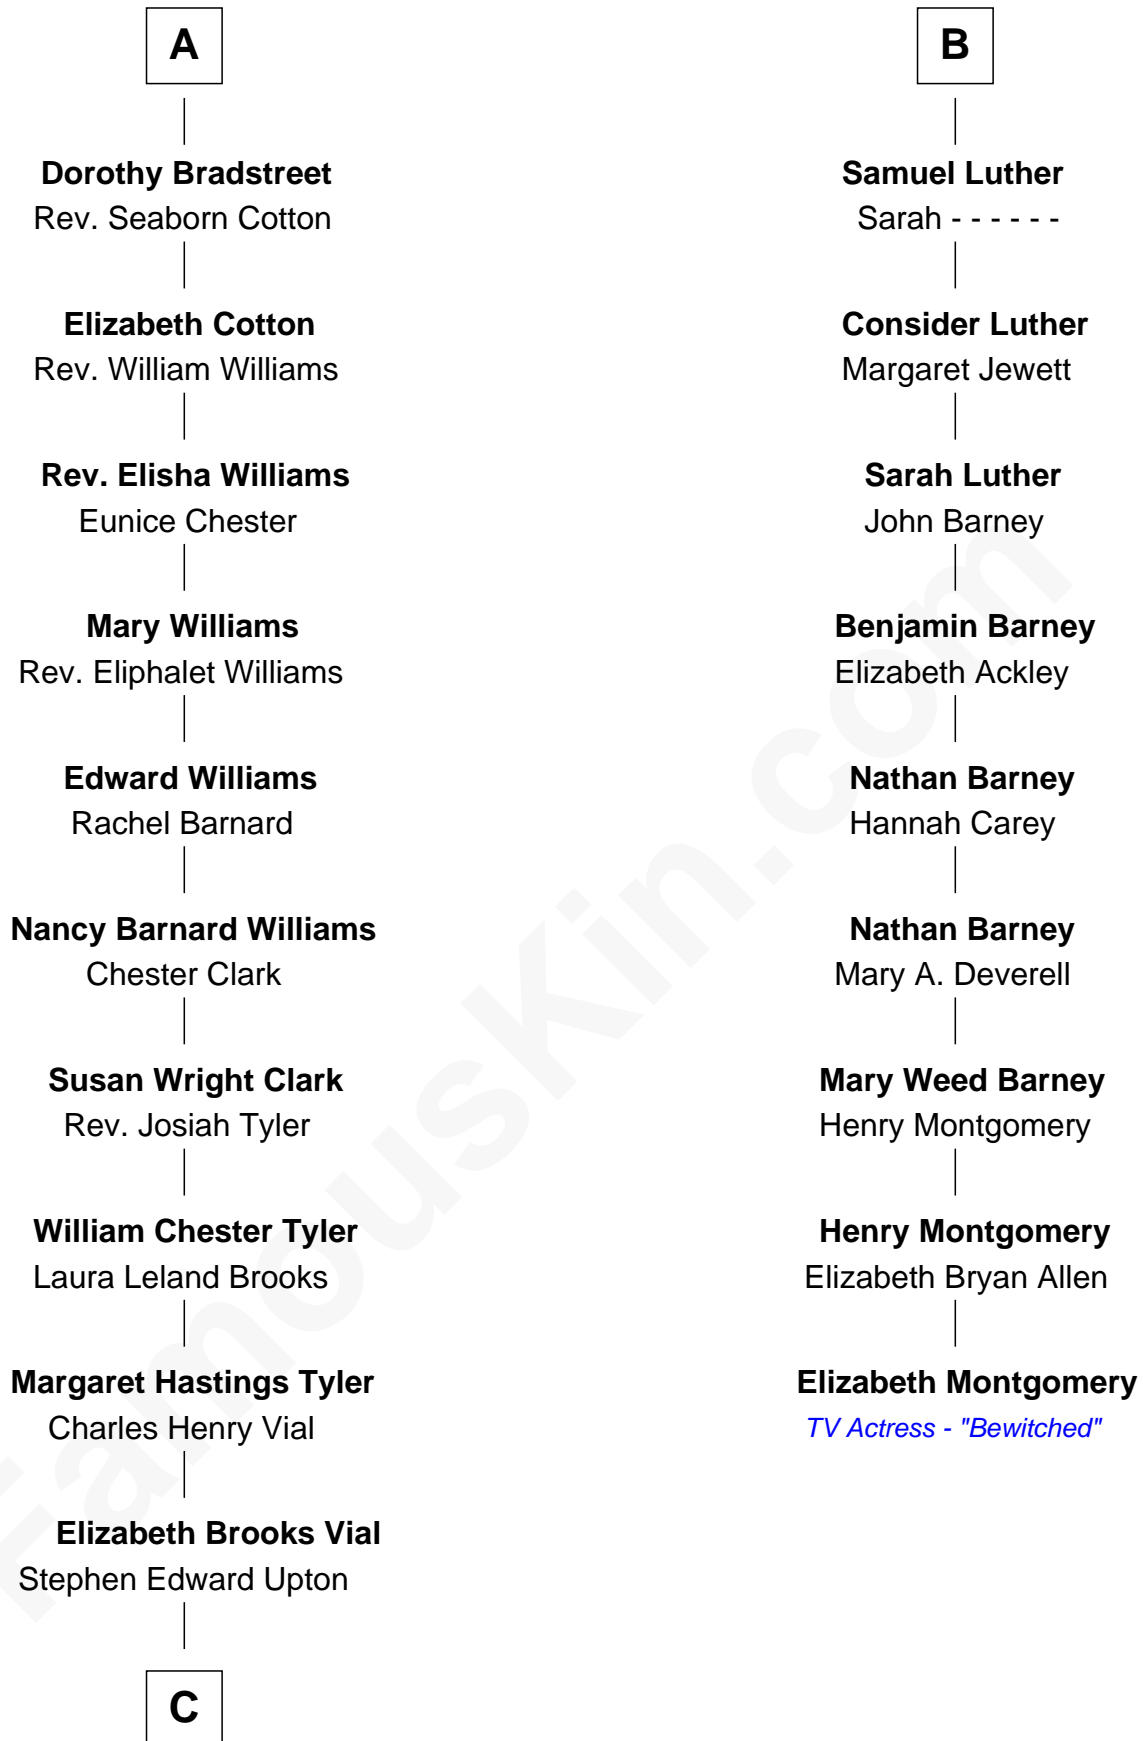 A
Dorothy Bradstreet
Rev. Seaborn Cotton
Elizabeth Cotton
Rev. William Williams
Rev. Elisha Williams
Eunice Chester
Mary Williams
Rev. Eliphalet Williams
Edward Williams
Rachel Barnard
Nancy Barnard Williams
Chester Clark
Susan Wright Clark
Rev. Josiah Tyler
William Chester Tyler
Laura Leland Brooks
Margaret Hastings Tyler
Charles Henry Vial
Elizabeth Brooks Vial
Stephen Edward Upton
C
B
Samuel Luther
Sarah - - - - - -
Consider Luther
Margaret Jewett
Sarah Luther
John Barney
Benjamin Barney
Elizabeth Ackley
Nathan Barney
Hannah Carey
Nathan Barney
Mary A. Deverell
Mary Weed Barney
Henry Montgomery
Henry Montgomery
Elizabeth Bryan Allen
Elizabeth Montgomery
TV Actress - "Bewitched"
FamousKin.com